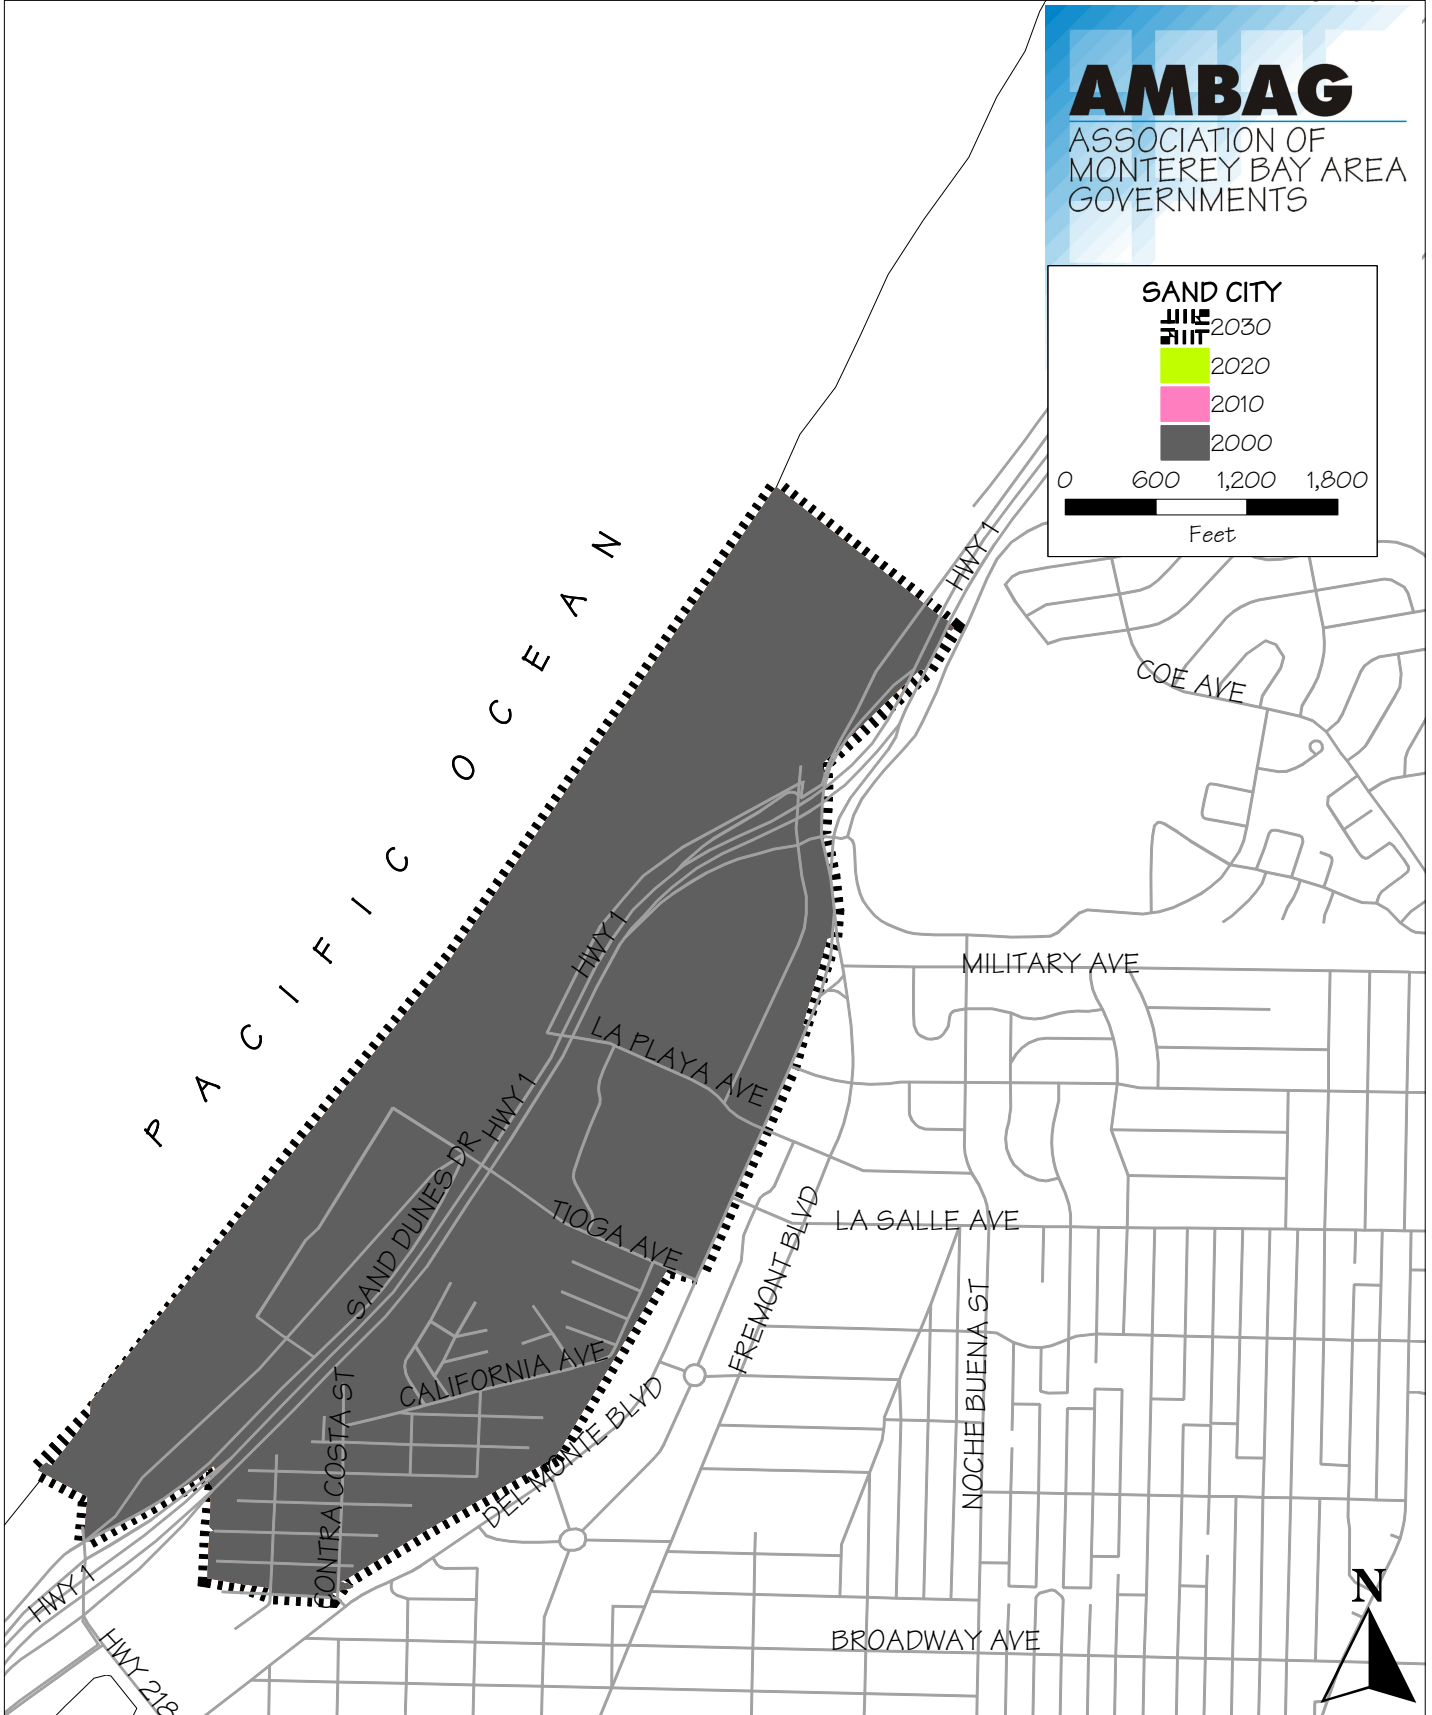 AMBAG
ASSOCIATION OF
MONTEREY BAY AREA
GOVERNMENTS
SAND CITY
2030
2020
2010
2000
0 600 1,200 1,800
Feet
PACIFIC OCEAN
HWY 1
COE AVE
HWY 1
MILITARY AVE
LA PLAYA AVE
HWY 1
SAND DUNES DR
TIOGA AVE
LA SALLE AVE
FREMONT BLVD
NOCHE BUENA ST
CALIFORNIA AVE
CONTRA COSTA ST
DEL MONTE BLVD
HWY 1
HWY 218
BROADWAY AVE
N